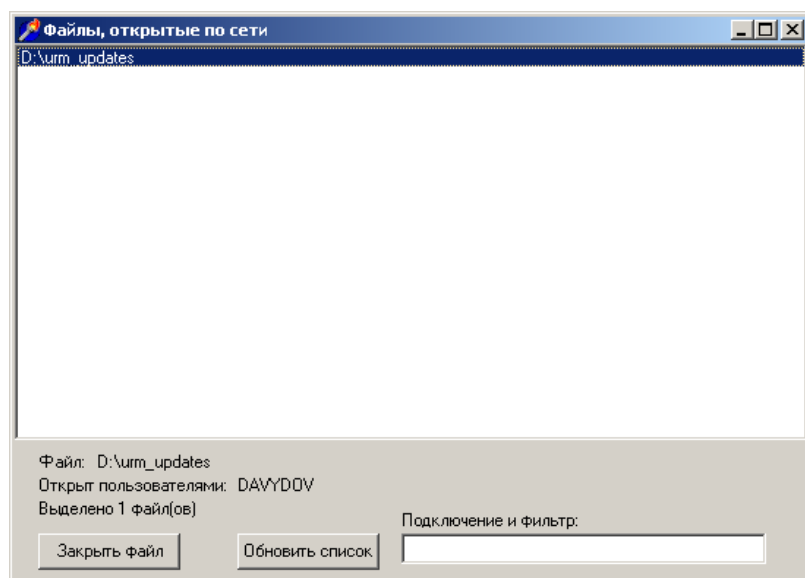 Файлы, открытые по сети
D:\urm_updates
Файл: D:\urm_updates
Открыт пользователями: DAVYDOV
Выделено 1 файл(ов)
Подключение и фильтр:
Закрыть файл
Обновить список